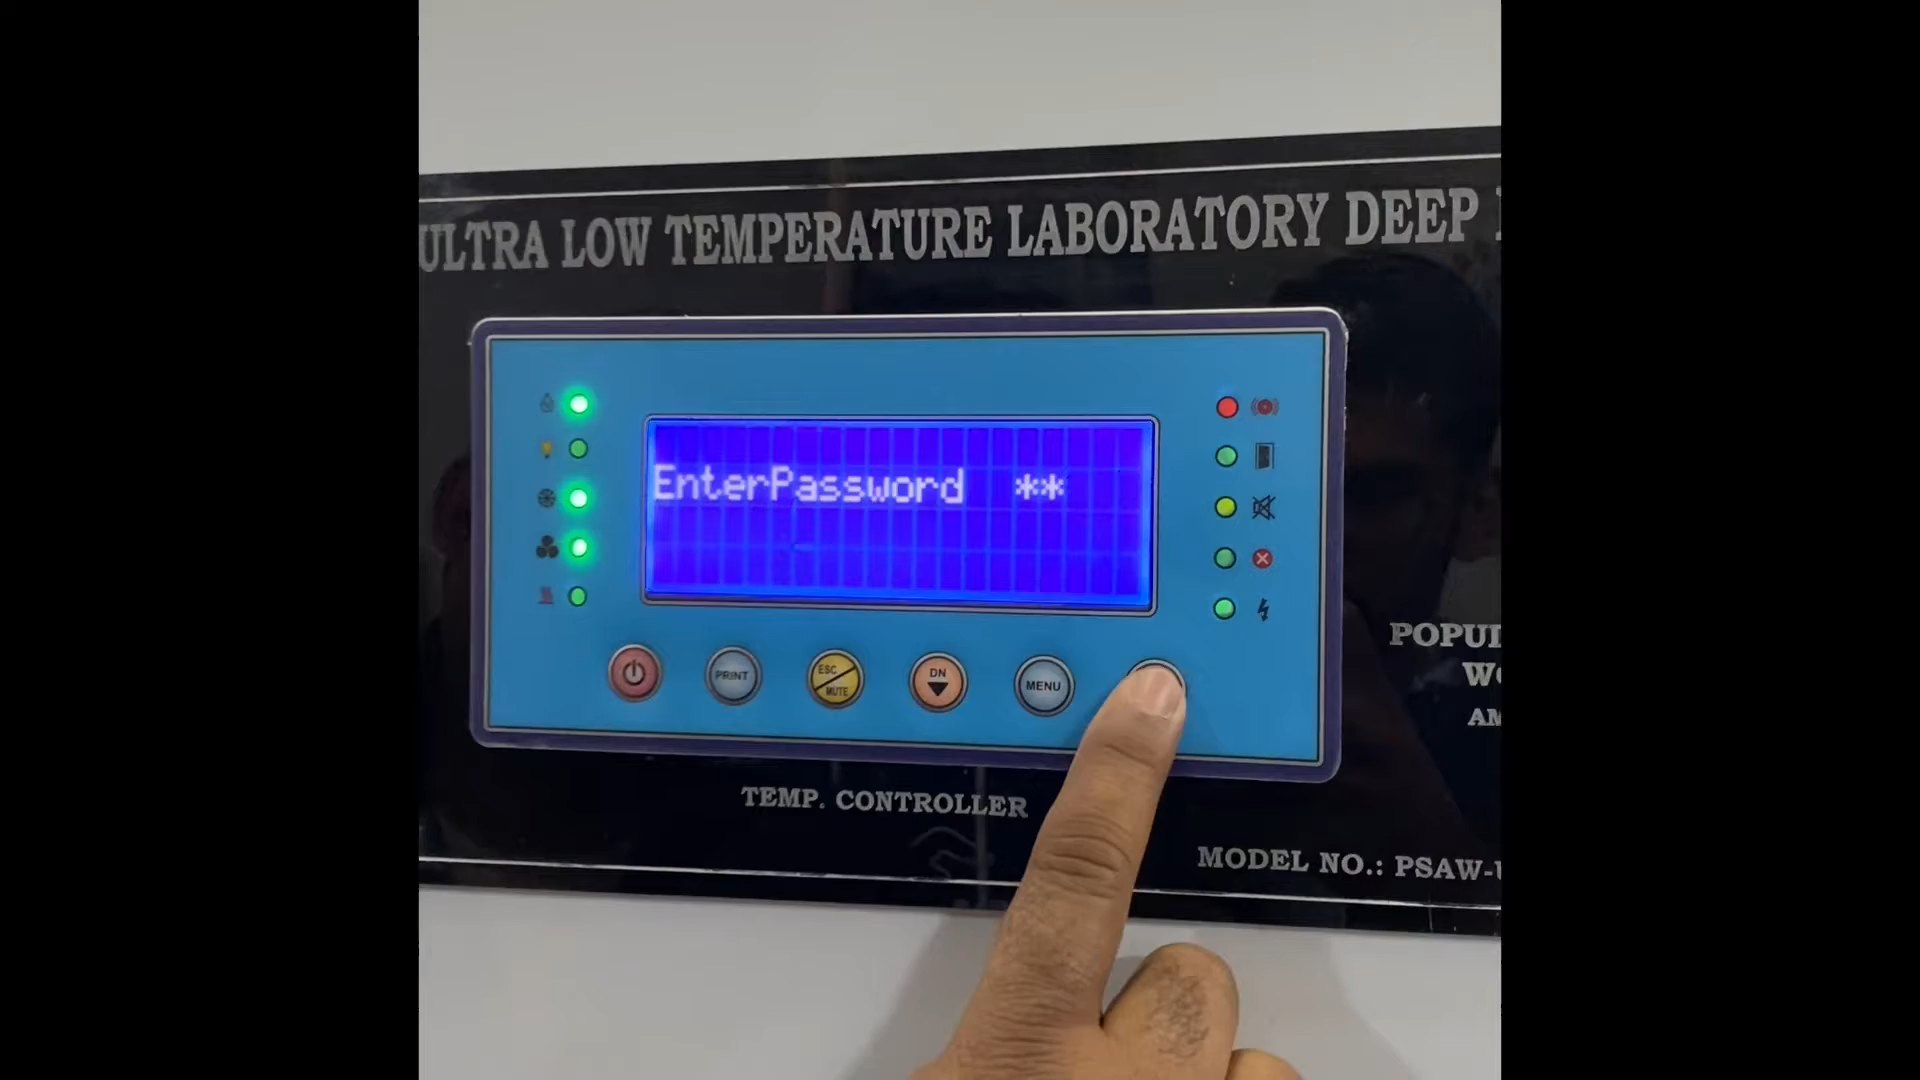 ULTRA LOW TEMPERATURE LABORATORY DEEP
EnterPassword **
PRINT
ESC
MUTE
DN
MENU
TEMP. CONTROLLER
MODEL NO.: PSAW-